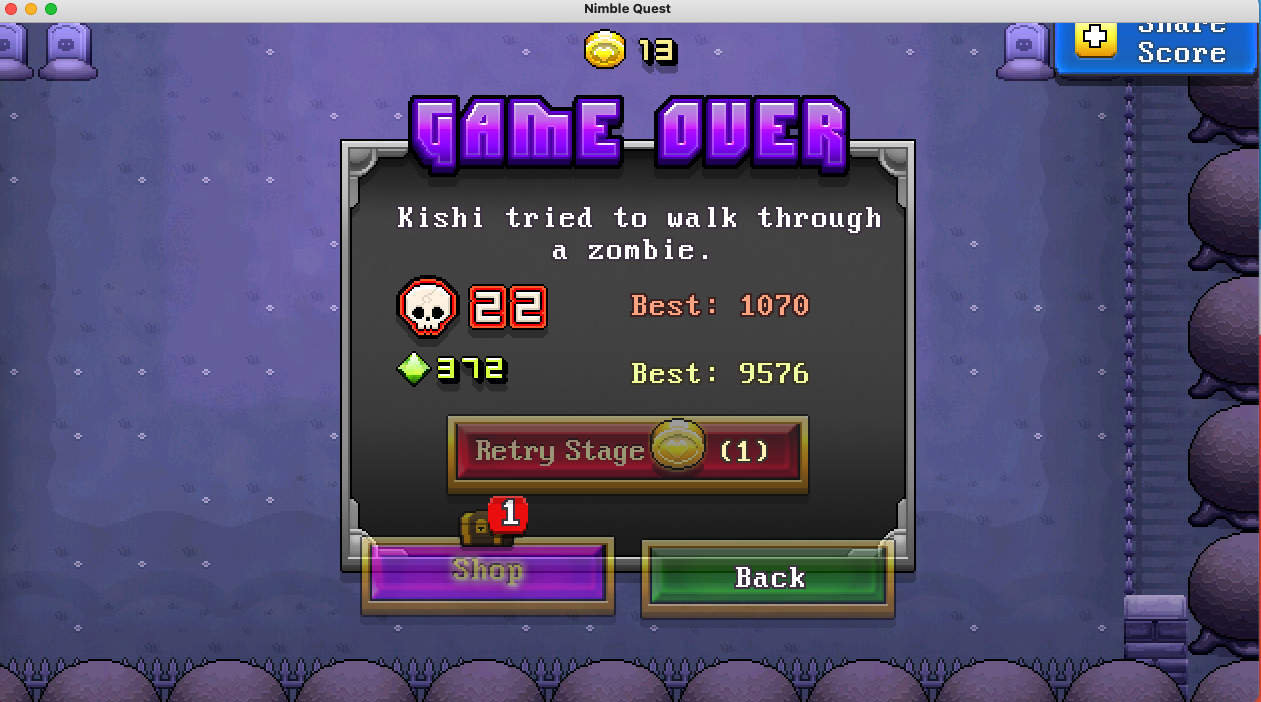 Nimble Quest
13
Share
Score
GAME OVER
Kishi tried to walk through
a zombie.
22
Best: 1070
372
Best: 9576
Retry Stage (1)
1
Shop
Back